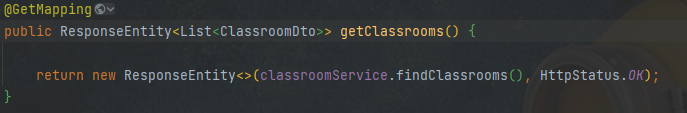 @GetMapping
public ResponseEntity<List<ClassroomDto>> getClassrooms() {
return new ResponseEntity<>(classroomService.findClassrooms(), HttpStatus.OK);
}